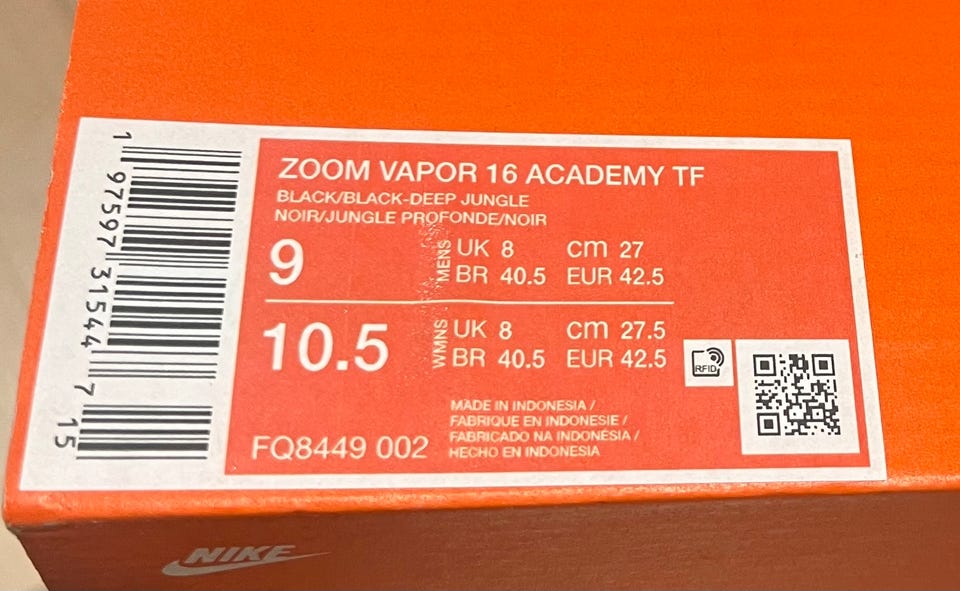 1 97597 31544 7 15
ZOOM VAPOR 16 ACADEMY TF
BLACK/BLACK-DEEP JUNGLE
NOIR/JUNGLE PROFONDE/NOIR
9 MENS UK 8 cm 27
BR 40.5 EUR 42.5
10.5 WMNS UK 8 cm 27.5
BR 40.5 EUR 42.5
RFID
MADE IN INDONESIA /
FABRIQUE EN INDONESIE /
FABRICADO NA INDONÉSIA /
FQ8449 002 HECHO EN INDONESIA
NIKE